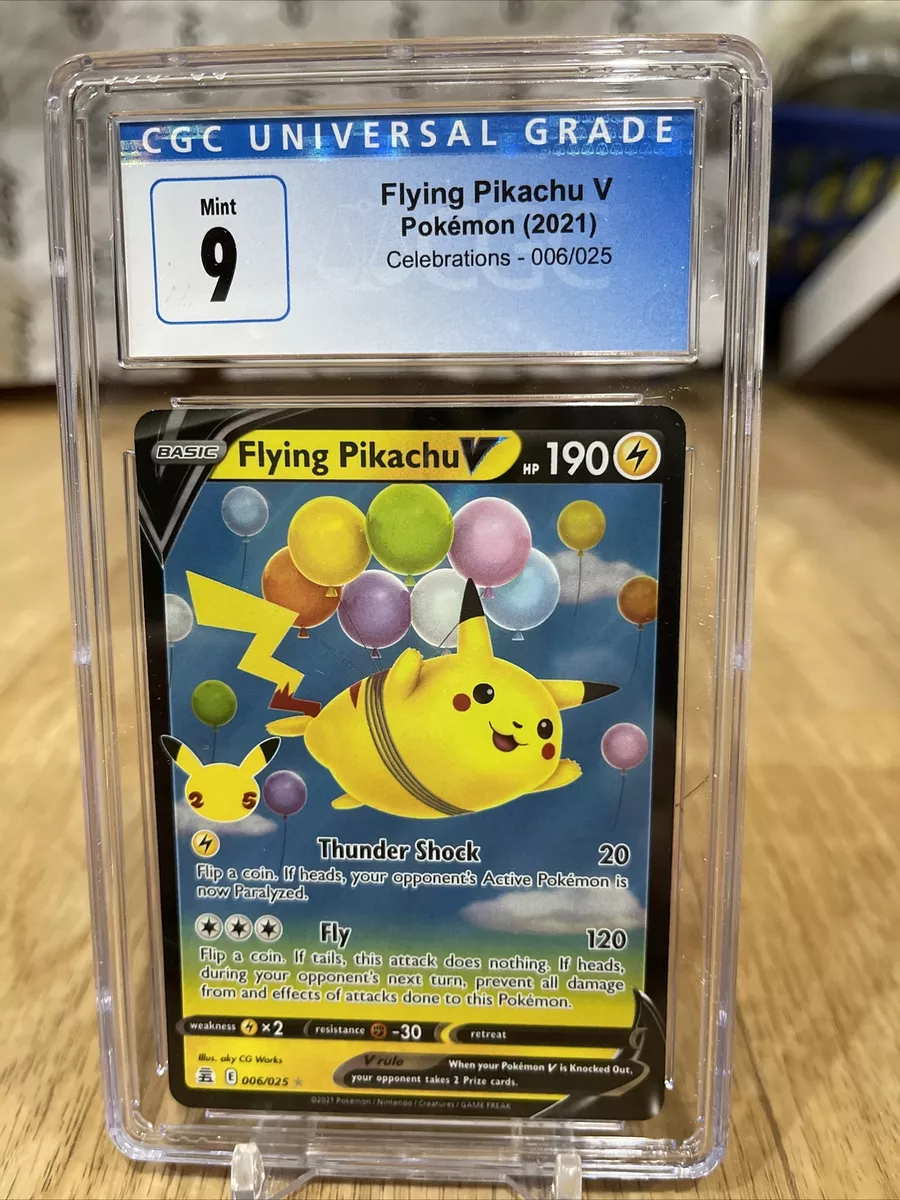 CGC UNIVERSAL GRADE
Mint
9
Flying Pikachu V
Pokémon (2021)
Celebrations - 006/025
BASIC
Flying Pikachu V
HP 190
2 5
Thunder Shock 20
Flip a coin. If heads, your opponent's Active Pokémon is
now Paralyzed.
Fly 120
Flip a coin. If tails, this attack does nothing. If heads,
during your opponent's next turn, prevent all damage
from and effects of attacks done to this Pokémon.
weakness ×2 resistance -30 retreat
Illus. aky CG Works
E 006/025
V rule When your Pokémon V is Knocked Out,
your opponent takes 2 Prize cards.
©2021 Pokémon / Nintendo / Creatures / GAME FREAK